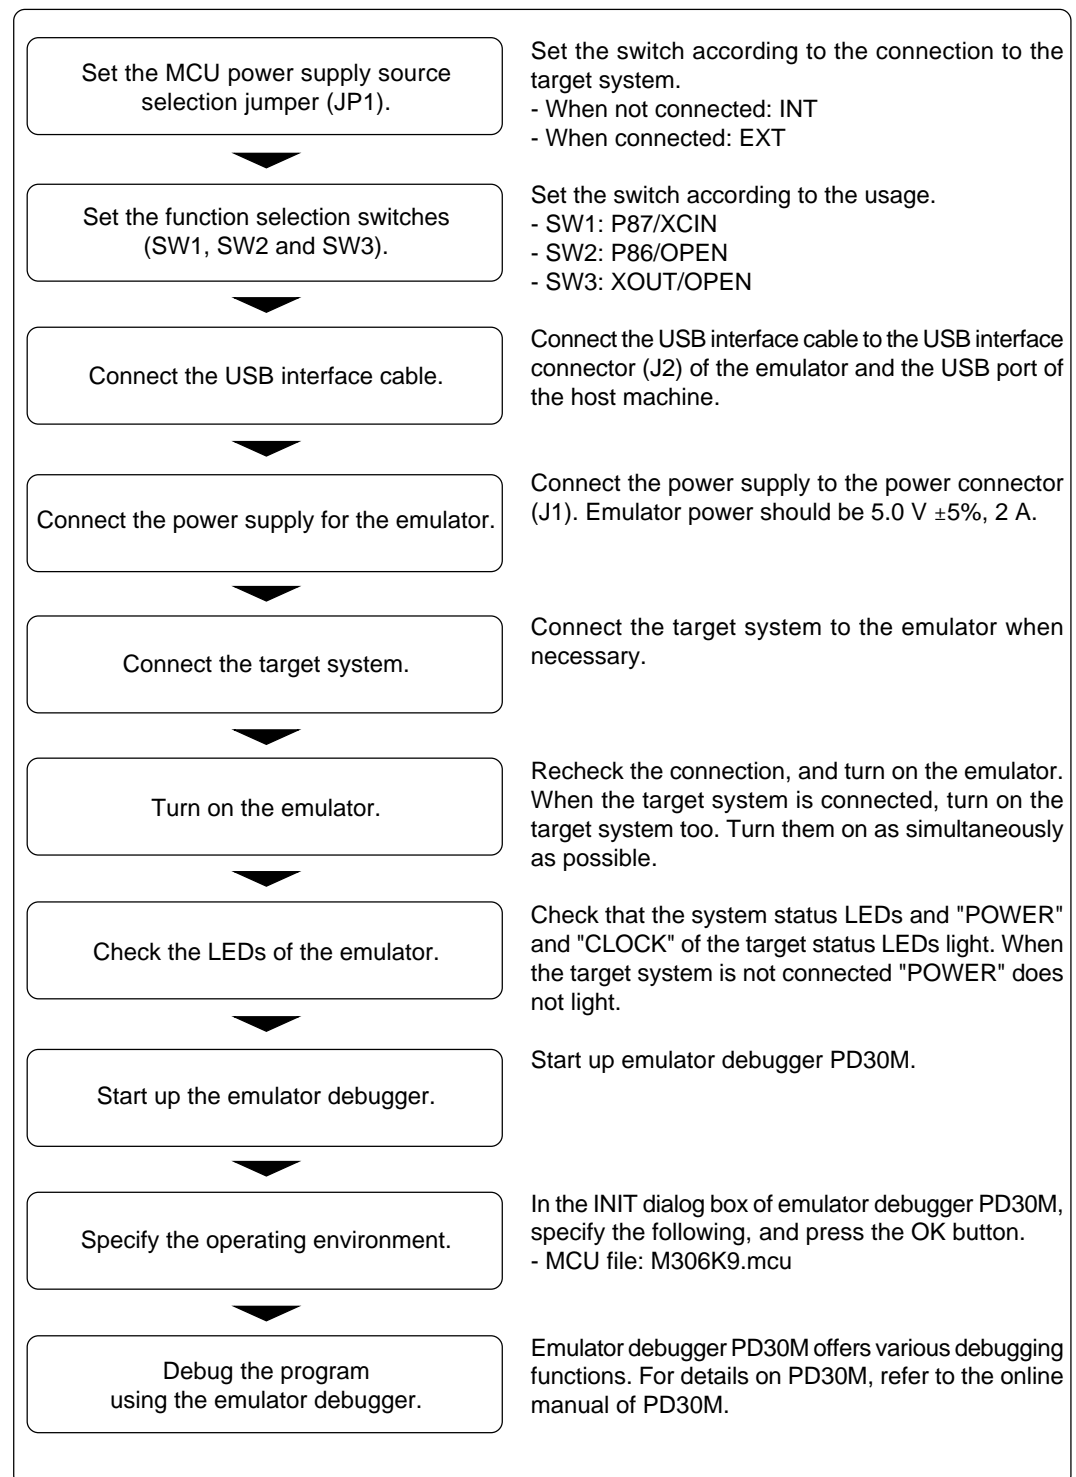 Set the MCU power supply source
selection jumper (JP1).
Set the switch according to the connection to the
target system.
- When not connected: INT
- When connected: EXT
Set the function selection switches
(SW1, SW2 and SW3).
Set the switch according to the usage.
- SW1: P87/XCIN
- SW2: P86/OPEN
- SW3: XOUT/OPEN
Connect the USB interface cable.
Connect the USB interface cable to the USB interface
connector (J2) of the emulator and the USB port of
the host machine.
Connect the power supply for the emulator.
Connect the power supply to the power connector
(J1). Emulator power should be 5.0 V ±5%, 2 A.
Connect the target system.
Connect the target system to the emulator when
necessary.
Turn on the emulator.
Recheck the connection, and turn on the emulator.
When the target system is connected, turn on the
target system too. Turn them on as simultaneously
as possible.
Check the LEDs of the emulator.
Check that the system status LEDs and "POWER"
and "CLOCK" of the target status LEDs light. When
the target system is not connected "POWER" does
not light.
Start up the emulator debugger.
Start up emulator debugger PD30M.
Specify the operating environment.
In the INIT dialog box of emulator debugger PD30M,
specify the following, and press the OK button.
- MCU file: M306K9.mcu
Debug the program
using the emulator debugger.
Emulator debugger PD30M offers various debugging
functions. For details on PD30M, refer to the online
manual of PD30M.